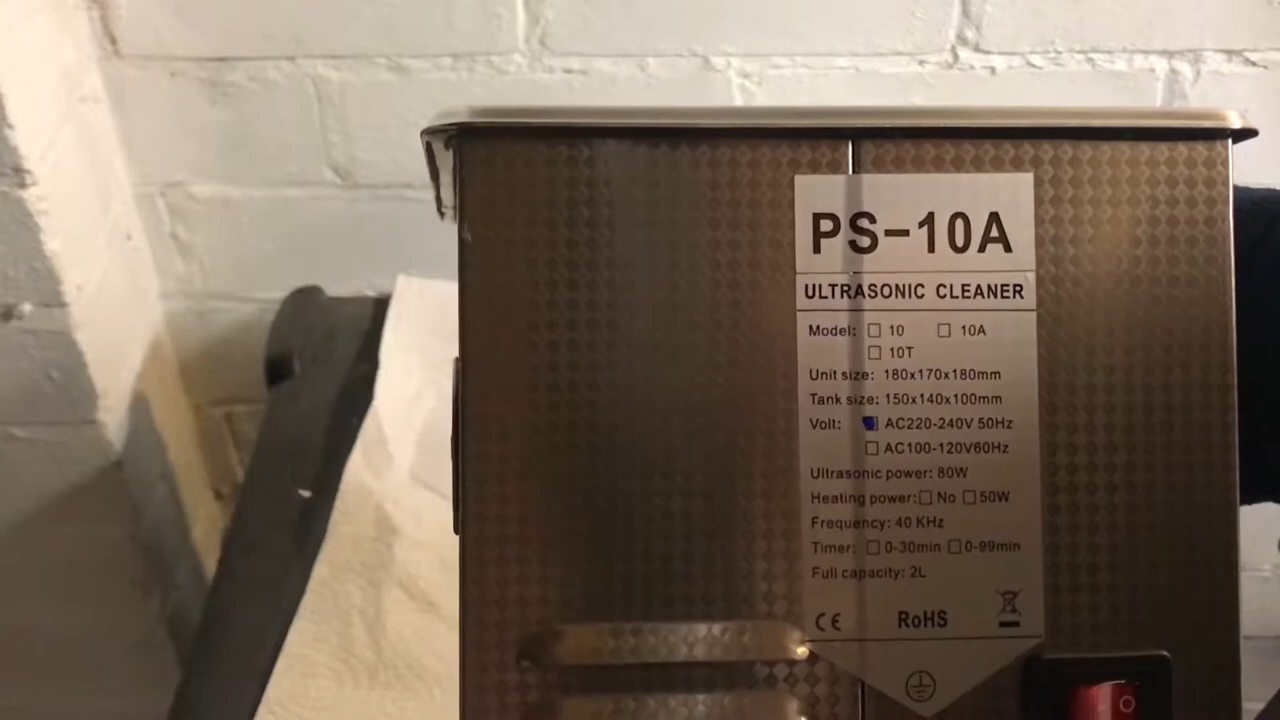 PS-10A
ULTRASONIC CLEANER
Model: ☐ 10 ☐ 10A
☐ 10T
Unit size: 180x170x180mm
Tank size: 150x140x100mm
Volt: ☑ AC220-240V 50Hz
☐ AC100-120V60Hz
Ultrasonic power: 80W
Heating power: ☐ No ☐ 50W
Frequency: 40 KHz
Timer: ☐ 0-30min ☐ 0-99min
Full capacity: 2L
CE RoHS